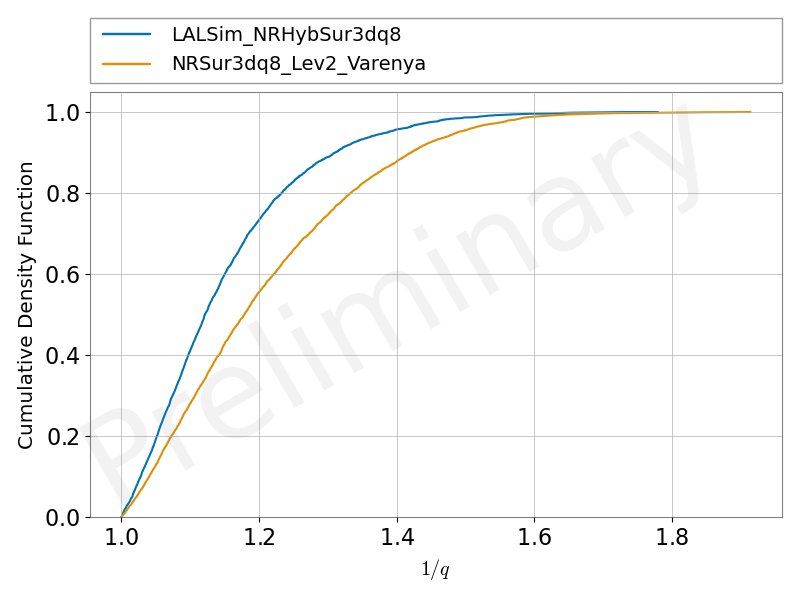 LALSim_NRHybSur3dq8
NRSur3dq8_Lev2_Varenya
1.0
0.8
0.6
0.4
0.2
0.0
Cumulative Density Function
Preliminary
1.0 1.2 1.4 1.6 1.8
1/q